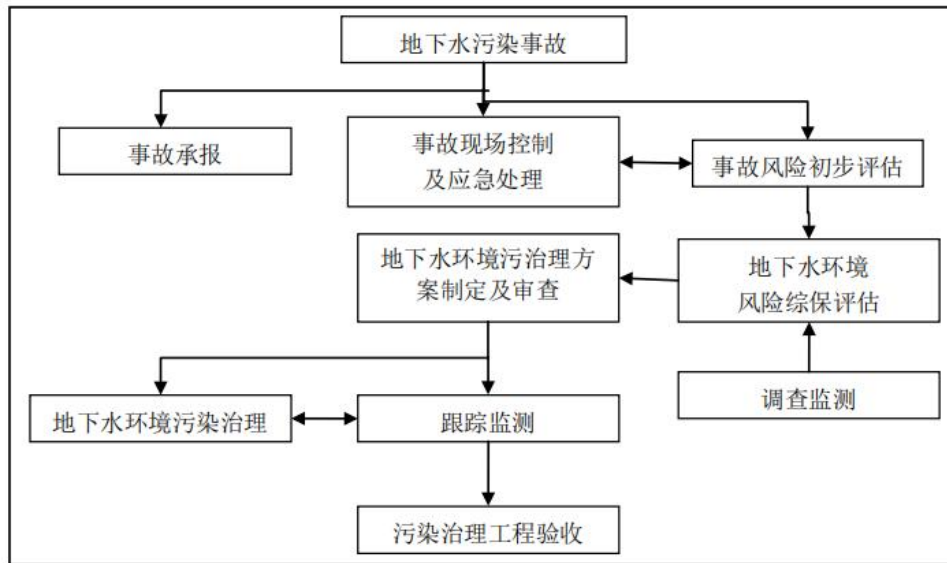 地下水污染事故
事故承报
事故现场控制
及应急处理
事故风险初步评估
地下水环境污治理方
案制定及审查
地下水环境
风险综保评估
调查监测
地下水环境污染治理
跟踪监测
污染治理工程验收